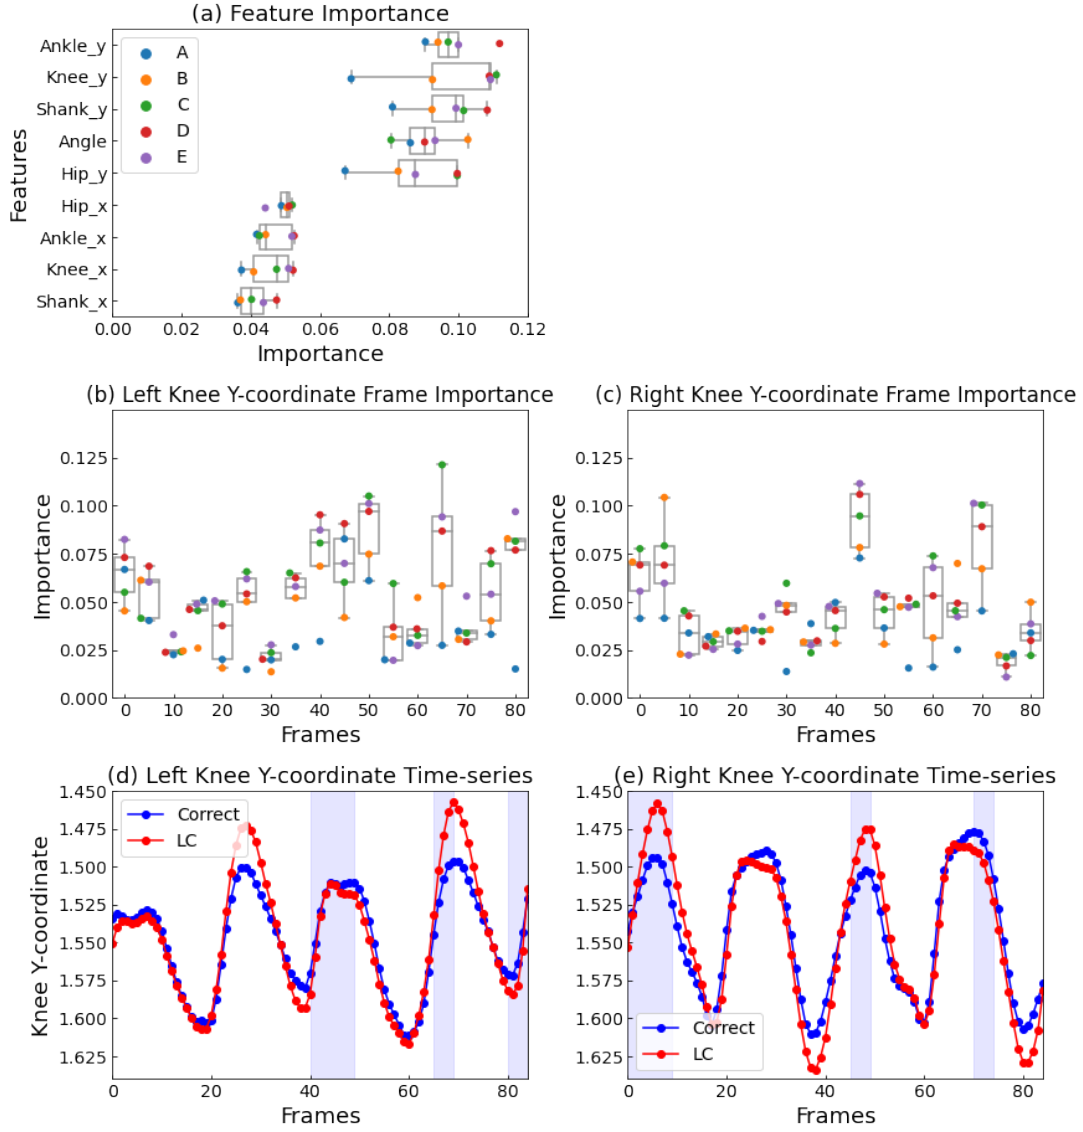 (a) Feature Importance
Features
Ankle_y
Knee_y
Shank_y
Angle
Hip_y
Hip_x
Ankle_x
Knee_x
Shank_x
A
B
C
D
E
0.00 0.02 0.04 0.06 0.08 0.10 0.12
Importance
(b) Left Knee Y-coordinate Frame Importance
Importance
0.125
0.100
0.075
0.050
0.025
0.000
0 10 20 30 40 50 60 70 80
Frames
(c) Right Knee Y-coordinate Frame Importance
Importance
0.125
0.100
0.075
0.050
0.025
0.000
0 10 20 30 40 50 60 70 80
Frames
(d) Left Knee Y-coordinate Time-series
Knee Y-coordinate
1.450
1.475
1.500
1.525
1.550
1.575
1.600
1.625
Correct
LC
0 20 40 60 80
Frames
(e) Right Knee Y-coordinate Time-series
1.450
1.475
1.500
1.525
1.550
1.575
1.600
1.625
Correct
LC
0 20 40 60 80
Frames